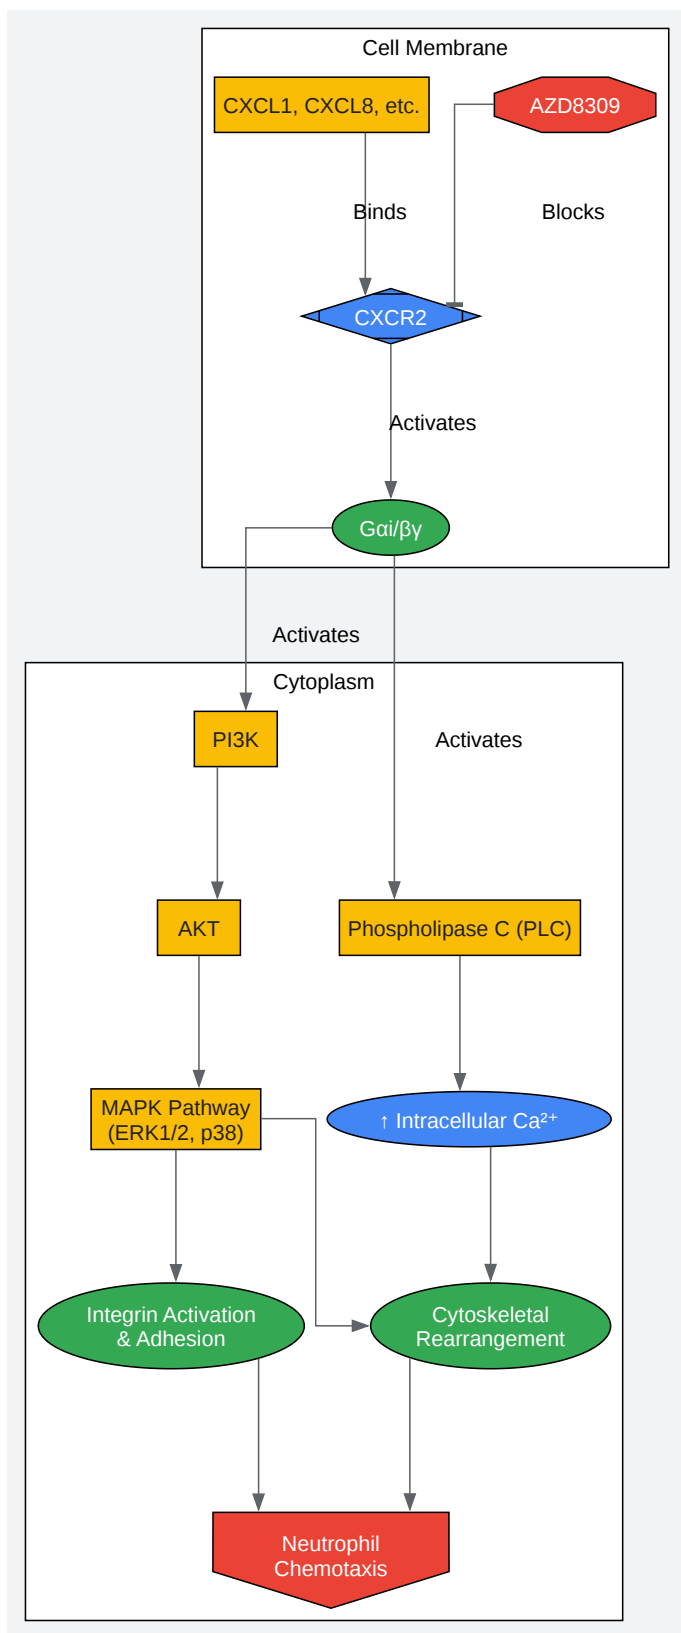 Cell Membrane
CXCL1, CXCL8, etc.
AZD8309
Binds
Blocks
CXCR2
Activates
Gαi/βγ
Activates
Cytoplasm
PI3K
Activates
AKT
Phospholipase C (PLC)
MAPK Pathway
(ERK1/2, p38)
↑ Intracellular Ca²⁺
Integrin Activation
& Adhesion
Cytoskeletal
Rearrangement
Neutrophil
Chemotaxis